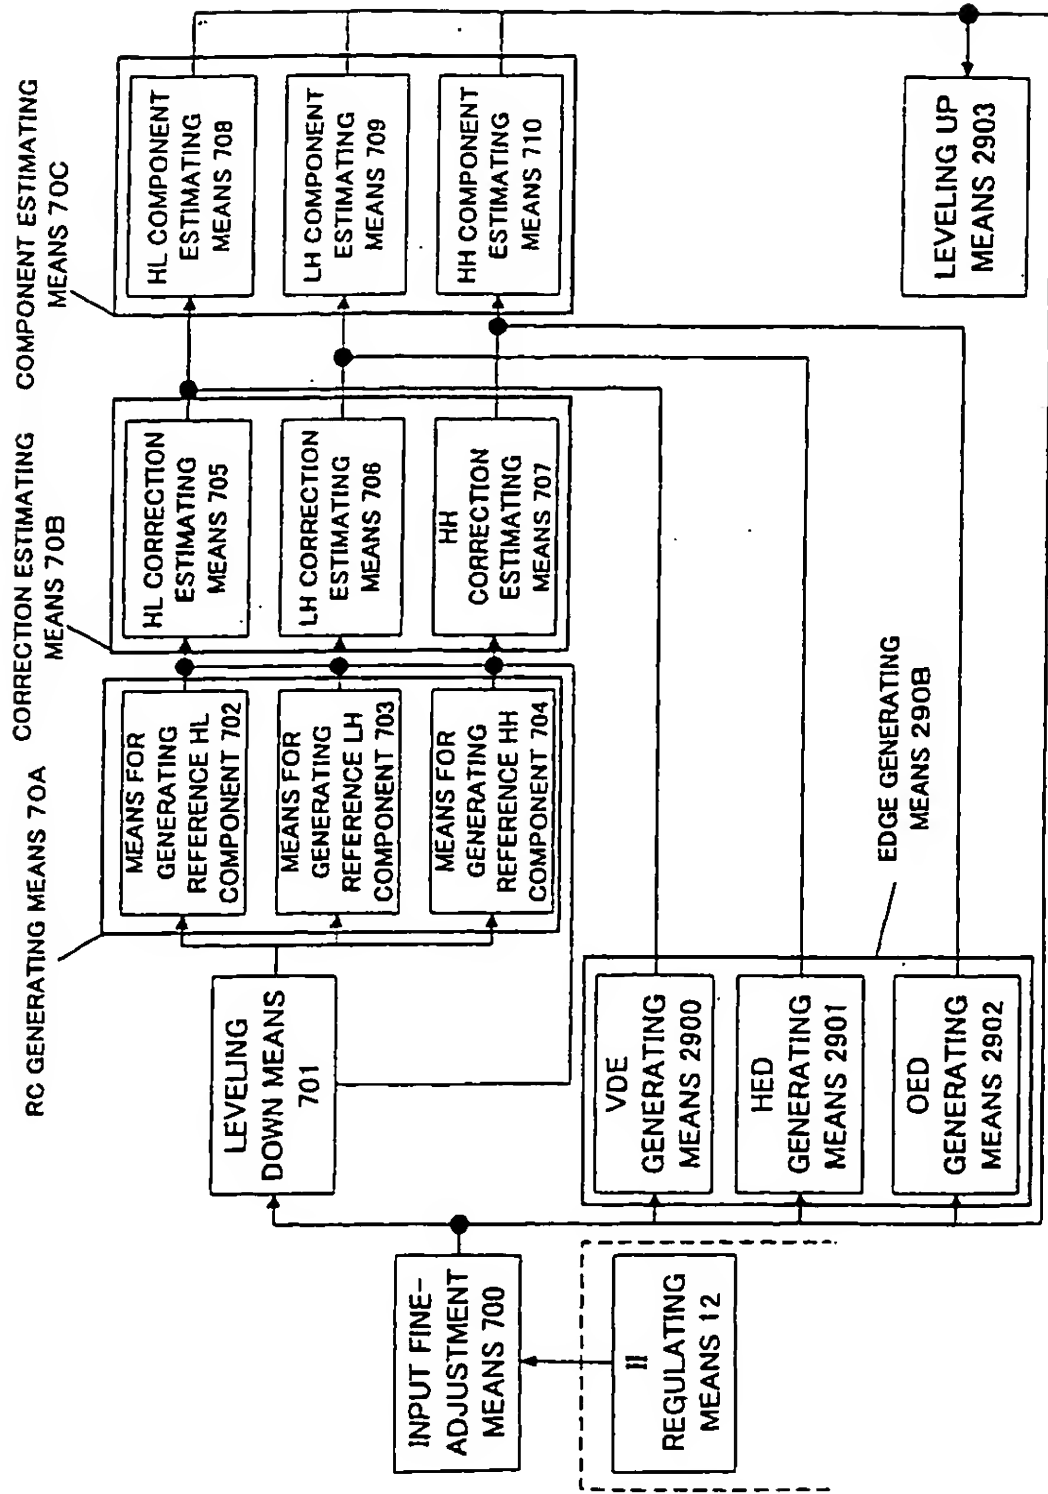 RC GENERATING MEANS 70A
CORRECTION ESTIMATING
MEANS 70B
COMPONENT ESTIMATING
MEANS 70C
MEANS FOR
GENERATING
REFERENCE HL
COMPONENT 702
HL CORRECTION
ESTIMATING
MEANS 705
HL COMPONENT
ESTIMATING
MEANS 708
MEANS FOR
GENERATING
REFERENCE LH
COMPONENT 703
LH CORRECTION
ESTIMATING
MEANS 706
LH COMPONENT
ESTIMATING
MEANS 709
MEANS FOR
GENERATING
REFERENCE HH
COMPONENT 704
HH
CORRECTION
ESTIMATING
MEANS 707
HH COMPONENT
ESTIMATING
MEANS 710
LEVELING
DOWN MEANS
701
INPUT FINE-
ADJUSTMENT
MEANS 700
II
REGULATING
MEANS 12
VDE
GENERATING
MEANS 2900
HED
GENERATING
MEANS 2901
OED
GENERATING
MEANS 2902
EDGE GENERATING
MEANS 290B
LEVELING UP
MEANS 2903